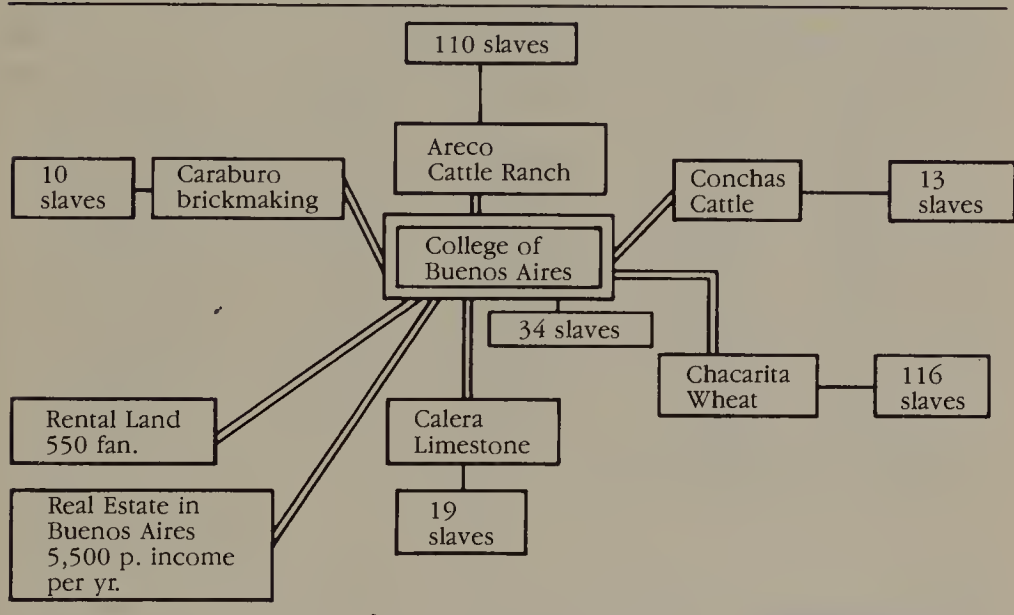 110 slaves
Areco
Cattle Ranch
10
slaves
Caraburo
brickmaking
Conchas
Cattle
13
slaves
College of
Buenos Aires
34 slaves
Chacarita
Wheat
116
slaves
Rental Land
550 fan.
Calera
Limestone
Real Estate in
Buenos Aires
5,500 p. income
per yr.
19
slaves